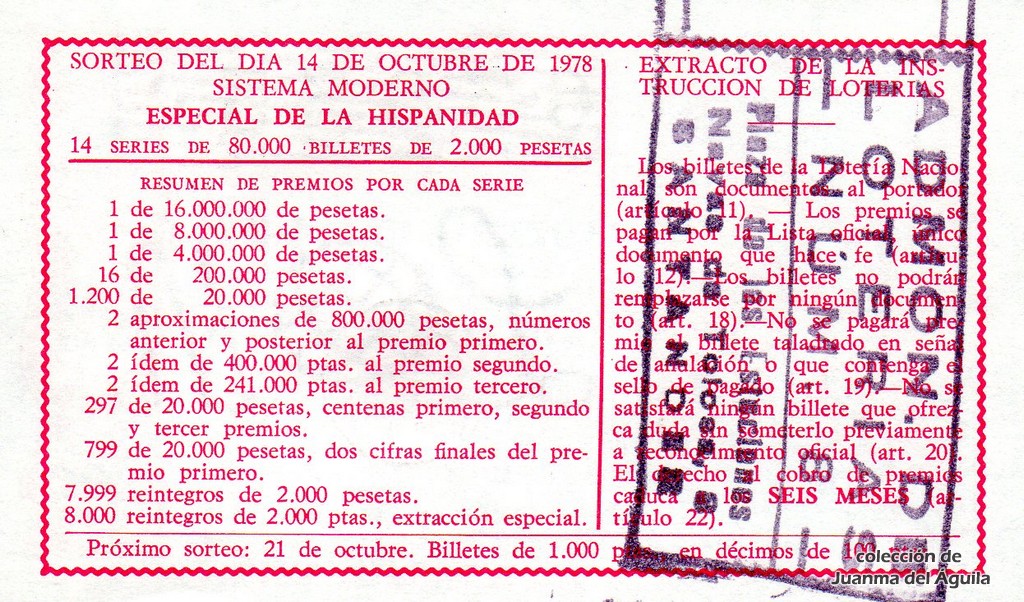 SORTEO DEL DIA 14 DE OCTUBRE DE 1978
SISTEMA MODERNO
ESPECIAL DE LA HISPANIDAD
14 SERIES DE 80.000 BILLETES DE 2.000 PESETAS
RESUMEN DE PREMIOS POR CADA SERIE
1 de 16.000.000 de pesetas.
1 de 8.000.000 de pesetas.
1 de 4.000.000 de pesetas.
16 de 200.000 pesetas.
1.200 de 20.000 pesetas.
2 aproximaciones de 800.000 pesetas, números
anterior y posterior al premio primero.
2 ídem de 400.000 ptas. al premio segundo.
2 ídem de 241.000 ptas. al premio tercero.
297 de 20.000 pesetas, centenas primero, segundo
y tercer premios.
799 de 20.000 pesetas, dos cifras finales del pre-
mio primero.
7.999 reintegros de 2.000 pesetas.
8.000 reintegros de 2.000 ptas., extracción especial.
EXTRACTO DE LA INS-
TRUCCION DE LOTERIAS
Los billetes de la Lotería Nacio-
nal son documentos al portador
(artículo 11). — Los premios se
pagan por la Lista oficial, único
documento que hace fe (artícu-
lo 12).—Los billetes no podrán
remplazarse por ningún documen-
to (art. 18).—No se pagará pre-
mio al billete taladrado en señal
de anulación o que contenga el
sello de pagado (art. 19).—No se
satisfará ningún billete que ofrez-
ca duda sin someterlo previamente
a reconocimiento oficial (art. 20).
El derecho al cobro de premios
caduca a los SEIS MESES (ar-
tículo 22).
Próximo sorteo: 21 de octubre. Billetes de 1.000 en décimos de 100
ADMON. DE
LOTERIAS
NÚM. 8
BARCELONA
colección de
Juanma del Águila